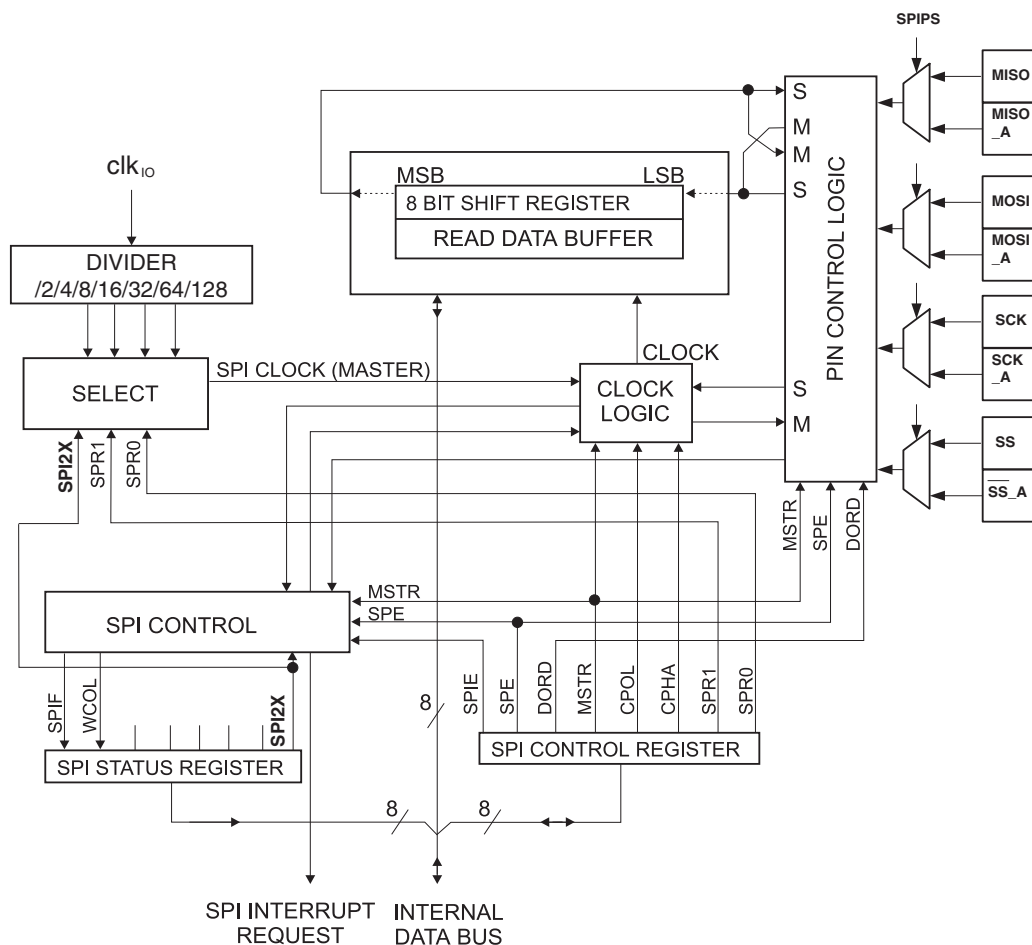 SPIPS
MISO
MISO
_A
MOSI
MOSI
_A
SCK
SCK
_A
SS
SS_A
S
M
M
S
PIN CONTROL LOGIC
S
M
MSTR
SPE
DORD
MSB
LSB
8 BIT SHIFT REGISTER
READ DATA BUFFER
clkIO
DIVIDER
/2/4/8/16/32/64/128
SELECT
SPI CLOCK (MASTER)
CLOCK
CLOCK
LOGIC
SPI2X
SPR1
SPR0
MSTR
SPE
SPI CONTROL
SPIF
WCOL
SPI2X
SPI STATUS REGISTER
8
SPIE
SPE
DORD
MSTR
CPOL
CPHA
SPR1
SPR0
SPI CONTROL REGISTER
8
8
SPI INTERRUPT
REQUEST
INTERNAL
DATA BUS